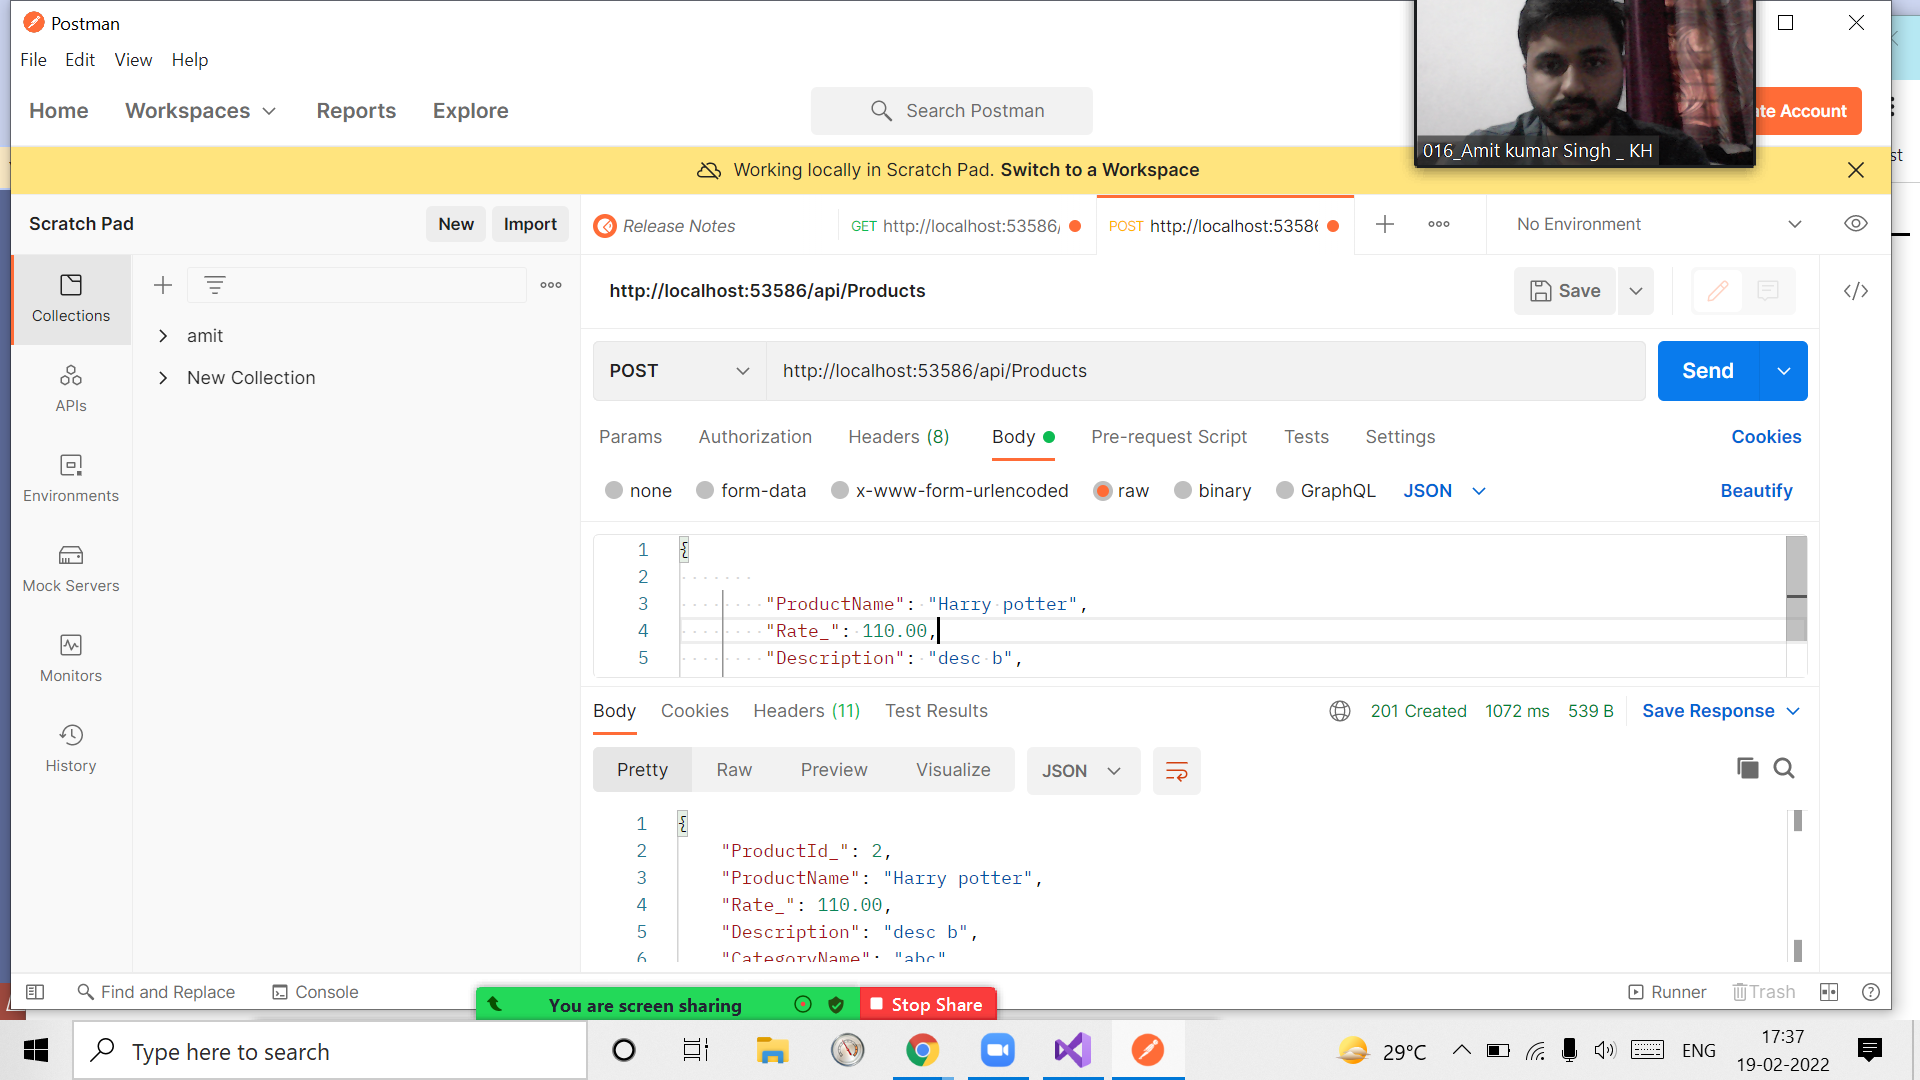 Postman
File Edit View Help
Home Workspaces Reports Explore
Search Postman
te Account
016_Amit kumar Singh _ KH
Working locally in Scratch Pad. Switch to a Workspace
st
Scratch Pad New Import
Release Notes
GET http://localhost:53586/
POST http://localhost:53586
No Environment
Collections
APIs
Environments
Mock Servers
Monitors
History
amit
New Collection
http://localhost:53586/api/Products
Save
POST http://localhost:53586/api/Products
Send
Params Authorization Headers (8) Body Pre-request Script Tests Settings Cookies
none form-data x-www-form-urlencoded raw binary GraphQL JSON Beautify
1 {
2
3 "ProductName": "Harry potter",
4 "Rate_": 110.00,
5 "Description": "desc b",
Body Cookies Headers (11) Test Results
201 Created 1072 ms 539 B Save Response
Pretty Raw Preview Visualize JSON
1 {
2 "ProductId_": 2,
3 "ProductName": "Harry potter",
4 "Rate_": 110.00,
5 "Description": "desc b",
6 "CategoryName": "abc"
Find and Replace Console
You are screen sharing
Stop Share
Runner Trash
Type here to search
29°C
ENG
17:37
19-02-2022